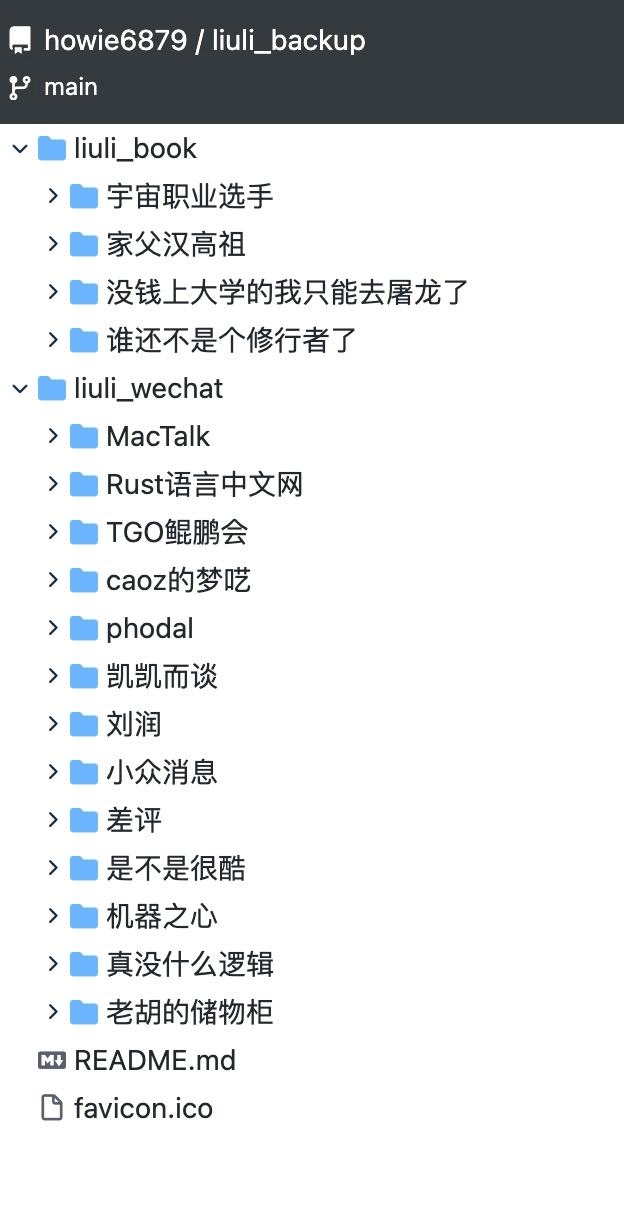 howie6879 / liuli_backup
main
liuli_book
宇宙职业选手
家父汉高祖
没钱上大学的我只能去屠龙了
谁还不是个修行者了
liuli_wechat
MacTalk
Rust语言中文网
TGO鲲鹏会
caoz的梦呓
phodal
凯凯而谈
刘润
小众消息
差评
是不是很酷
机器之心
真没什么逻辑
老胡的储物柜
README.md
favicon.ico